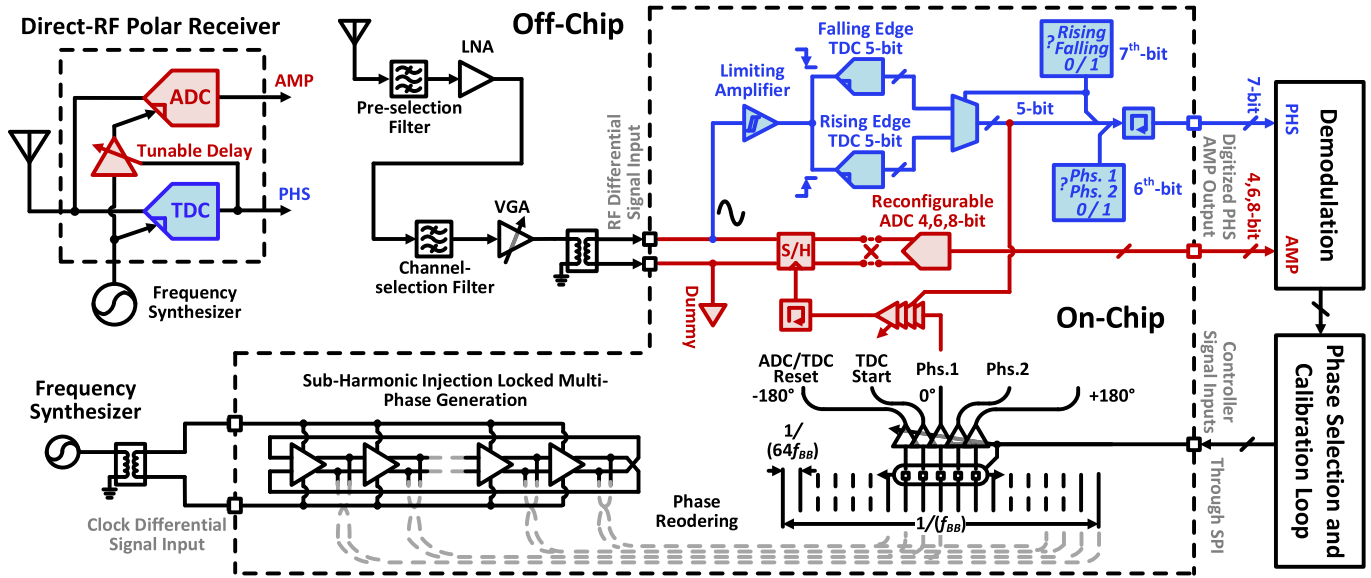 Direct-RF Polar Receiver
ADC
AMP
Tunable Delay
TDC
PHS
Frequency
Synthesizer
Off-Chip
LNA
Pre-selection
Filter
VGA
Channel-
selection Filter
RF Differential
Signal Input
Limiting
Amplifier
Falling Edge
TDC 5-bit
Rising Edge
TDC 5-bit
5-bit
? Rising
Falling
0/1
7th-bit
? Phs. 1
Phs. 2
0/1
6th-bit
Reconfigurable
ADC 4,6,8-bit
S/H
Dummy
Digitized PHS
AMP Output
7-bit
4,6,8-bit
PHS
AMP
Demodulation
On-Chip
Phase Selection and
Calibration Loop
Controller
Signal Inputs
Through SPI
Frequency
Synthesizer
Clock Differential
Signal Input
Sub-Harmonic Injection Locked Multi-
Phase Generation
Phase
Reodering
ADC/TDC
Reset
-180°
TDC
Start
Phs.1
0°
Phs.2
+180°
1/
(64fBB)
1/(fBB)